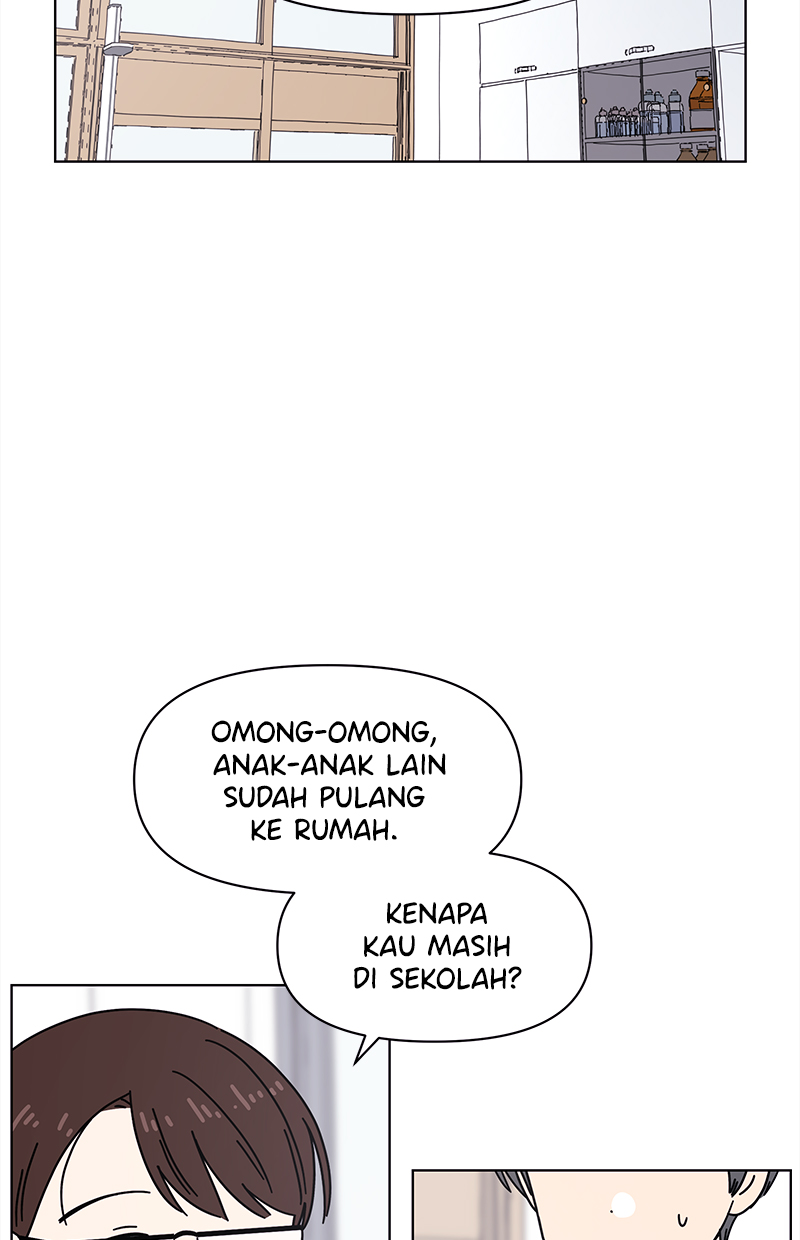 OMONG-OMONG,
ANAK-ANAK LAIN
SUDAH PULANG
KE RUMAH.
KENAPA
KAU MASIH
DI SEKOLAH?